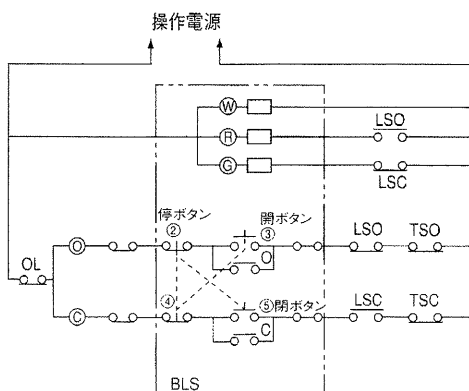 操作電源
W
R LSO
G
LSC
停ボタン 開ボタン
② ③ LSO TSO
O O
OL
④ ⑤閉ボタン LSC TSC
C C
BLS